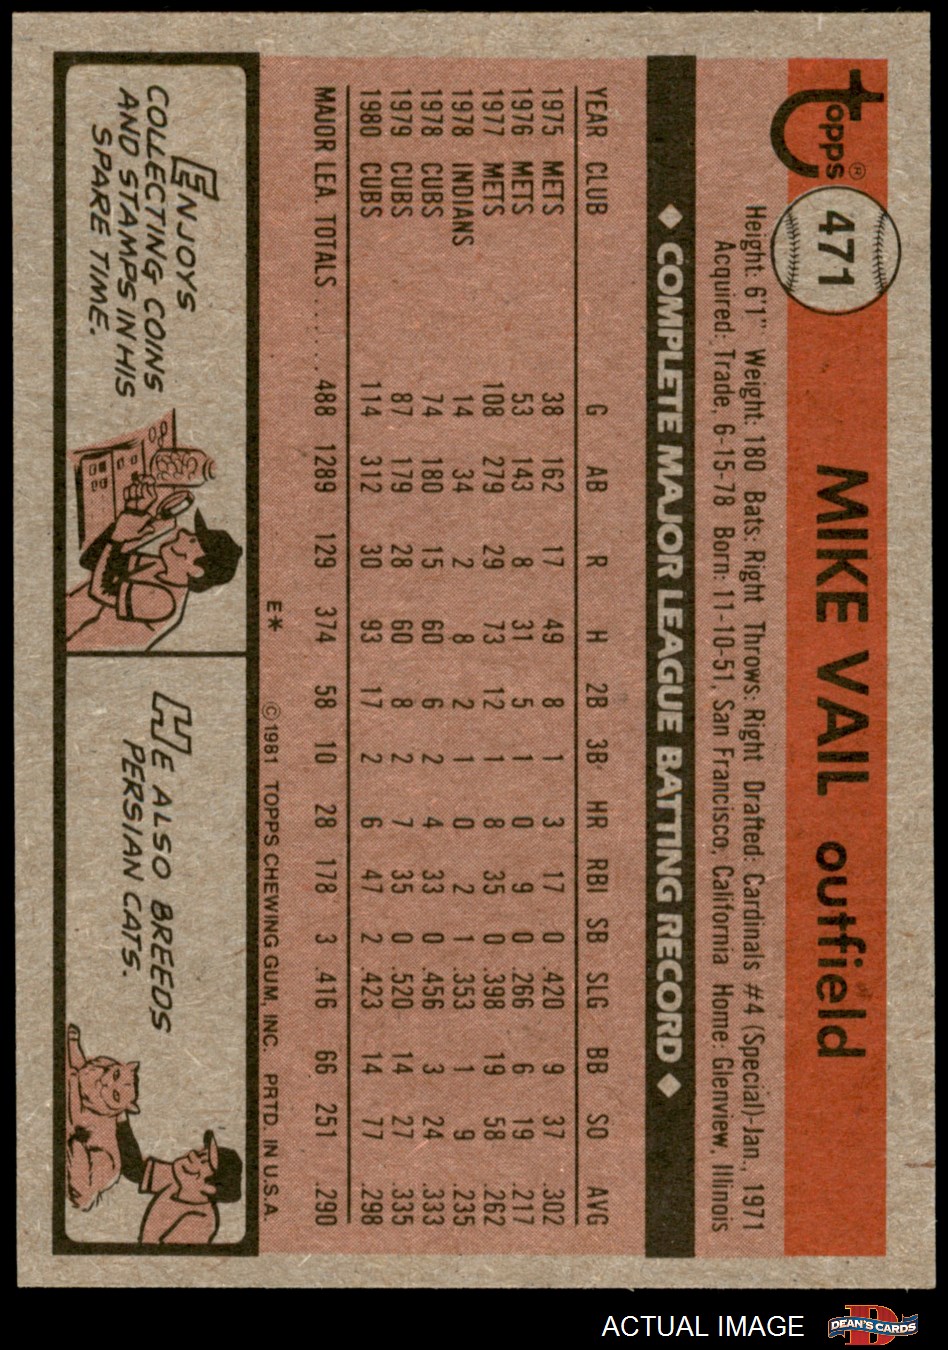 topps®
471
MIKE VAIL outfield
Height: 6'1" Weight: 180 Bats: Right Throws: Right Drafted: Cardinals #4 (Special)-Jan., 1971
Acquired: Trade, 6-15-78 Born: 11-10-51, San Francisco, California Home: Glenview, Illinois
◆ COMPLETE MAJOR LEAGUE BATTING RECORD ◆
YEAR CLUB G AB R H 2B 3B HR RBI SB SLG BB SO AVG
1975 METS 38 162 17 49 8 1 3 17 0 .420 9 37 .302
1976 METS 53 143 8 31 5 1 0 9 0 .266 6 19 .217
1977 METS 108 279 29 73 12 1 8 35 0 .398 19 58 .262
1978 INDIANS 14 34 2 8 2 1 0 2 1 .353 1 9 .235
1978 CUBS 74 180 15 60 6 2 4 33 0 .456 3 24 .333
1979 CUBS 87 179 28 60 8 2 7 35 0 .520 14 27 .335
1980 CUBS 114 312 30 93 17 2 6 47 2 .423 14 77 .298
MAJOR LEA. TOTALS ..... 488 1289 129 374 58 10 28 178 3 .416 66 251 .290
E* ©1981 TOPPS CHEWING GUM, INC. PRTD. IN U.S.A.
ENJOYS
COLLECTING COINS
AND STAMPS IN HIS
SPARE TIME.
HE ALSO BREEDS
PERSIAN CATS.
ACTUAL IMAGE
D
DEAN'S CARDS